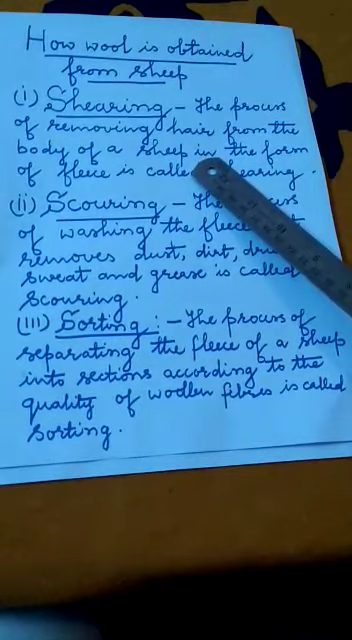 How wool is obtained
from sheep
(i) Shearing - The process
of removing hair from the
body of a sheep in the form
of fleece is called shearing.
(ii) Scouring - The
of washing the fleece
removes dust, dirt,
sweat and grease is called
scouring.
(III) Sorting : - The process of
separating the fleece of a sheep
into sections according to the
quality of woollen fibres is called
sorting.